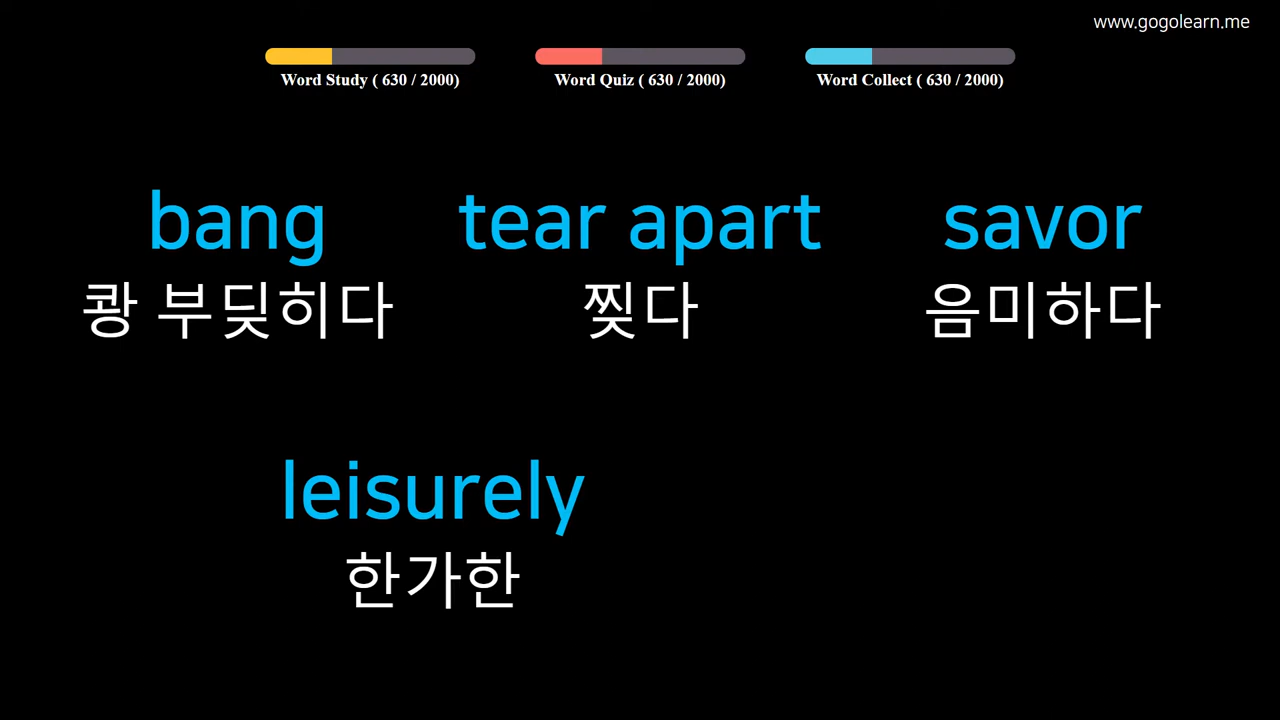 www.gogolearn.me
Word Study ( 630 / 2000)
Word Quiz ( 630 / 2000)
Word Collect ( 630 / 2000)
bang
쾅 부딪히다
tear apart
찢다
savor
음미하다
leisurely
한가한